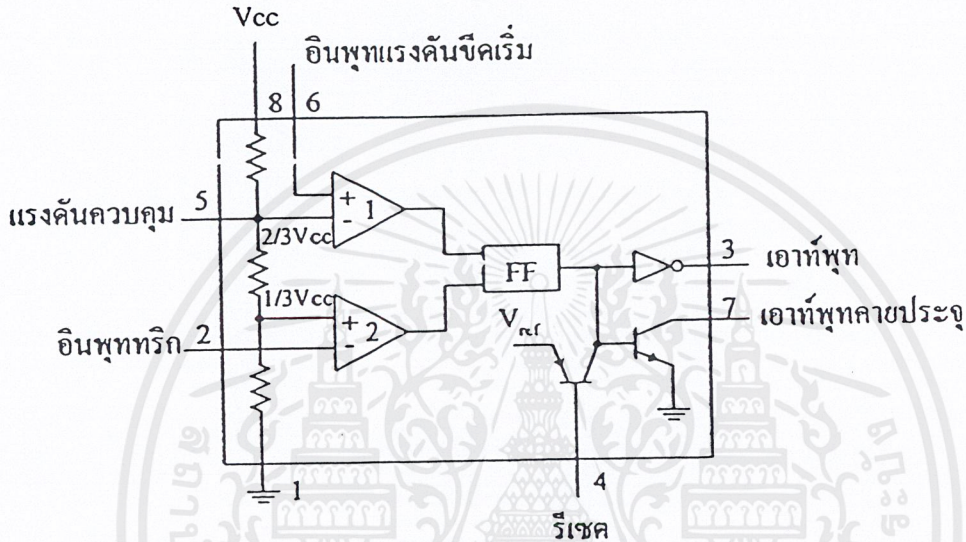 Vcc
อินพุทแรงดันขีดเริ่ม
8 6
แรงดันควบคุม 5
+ 1
-
2/3Vcc
FF
3 เอาท์พุท
1/3Vcc
+ 2
-
อินพุททริก 2
Vref
7 เอาท์พุทคายประจุ
1
4
รีเซต